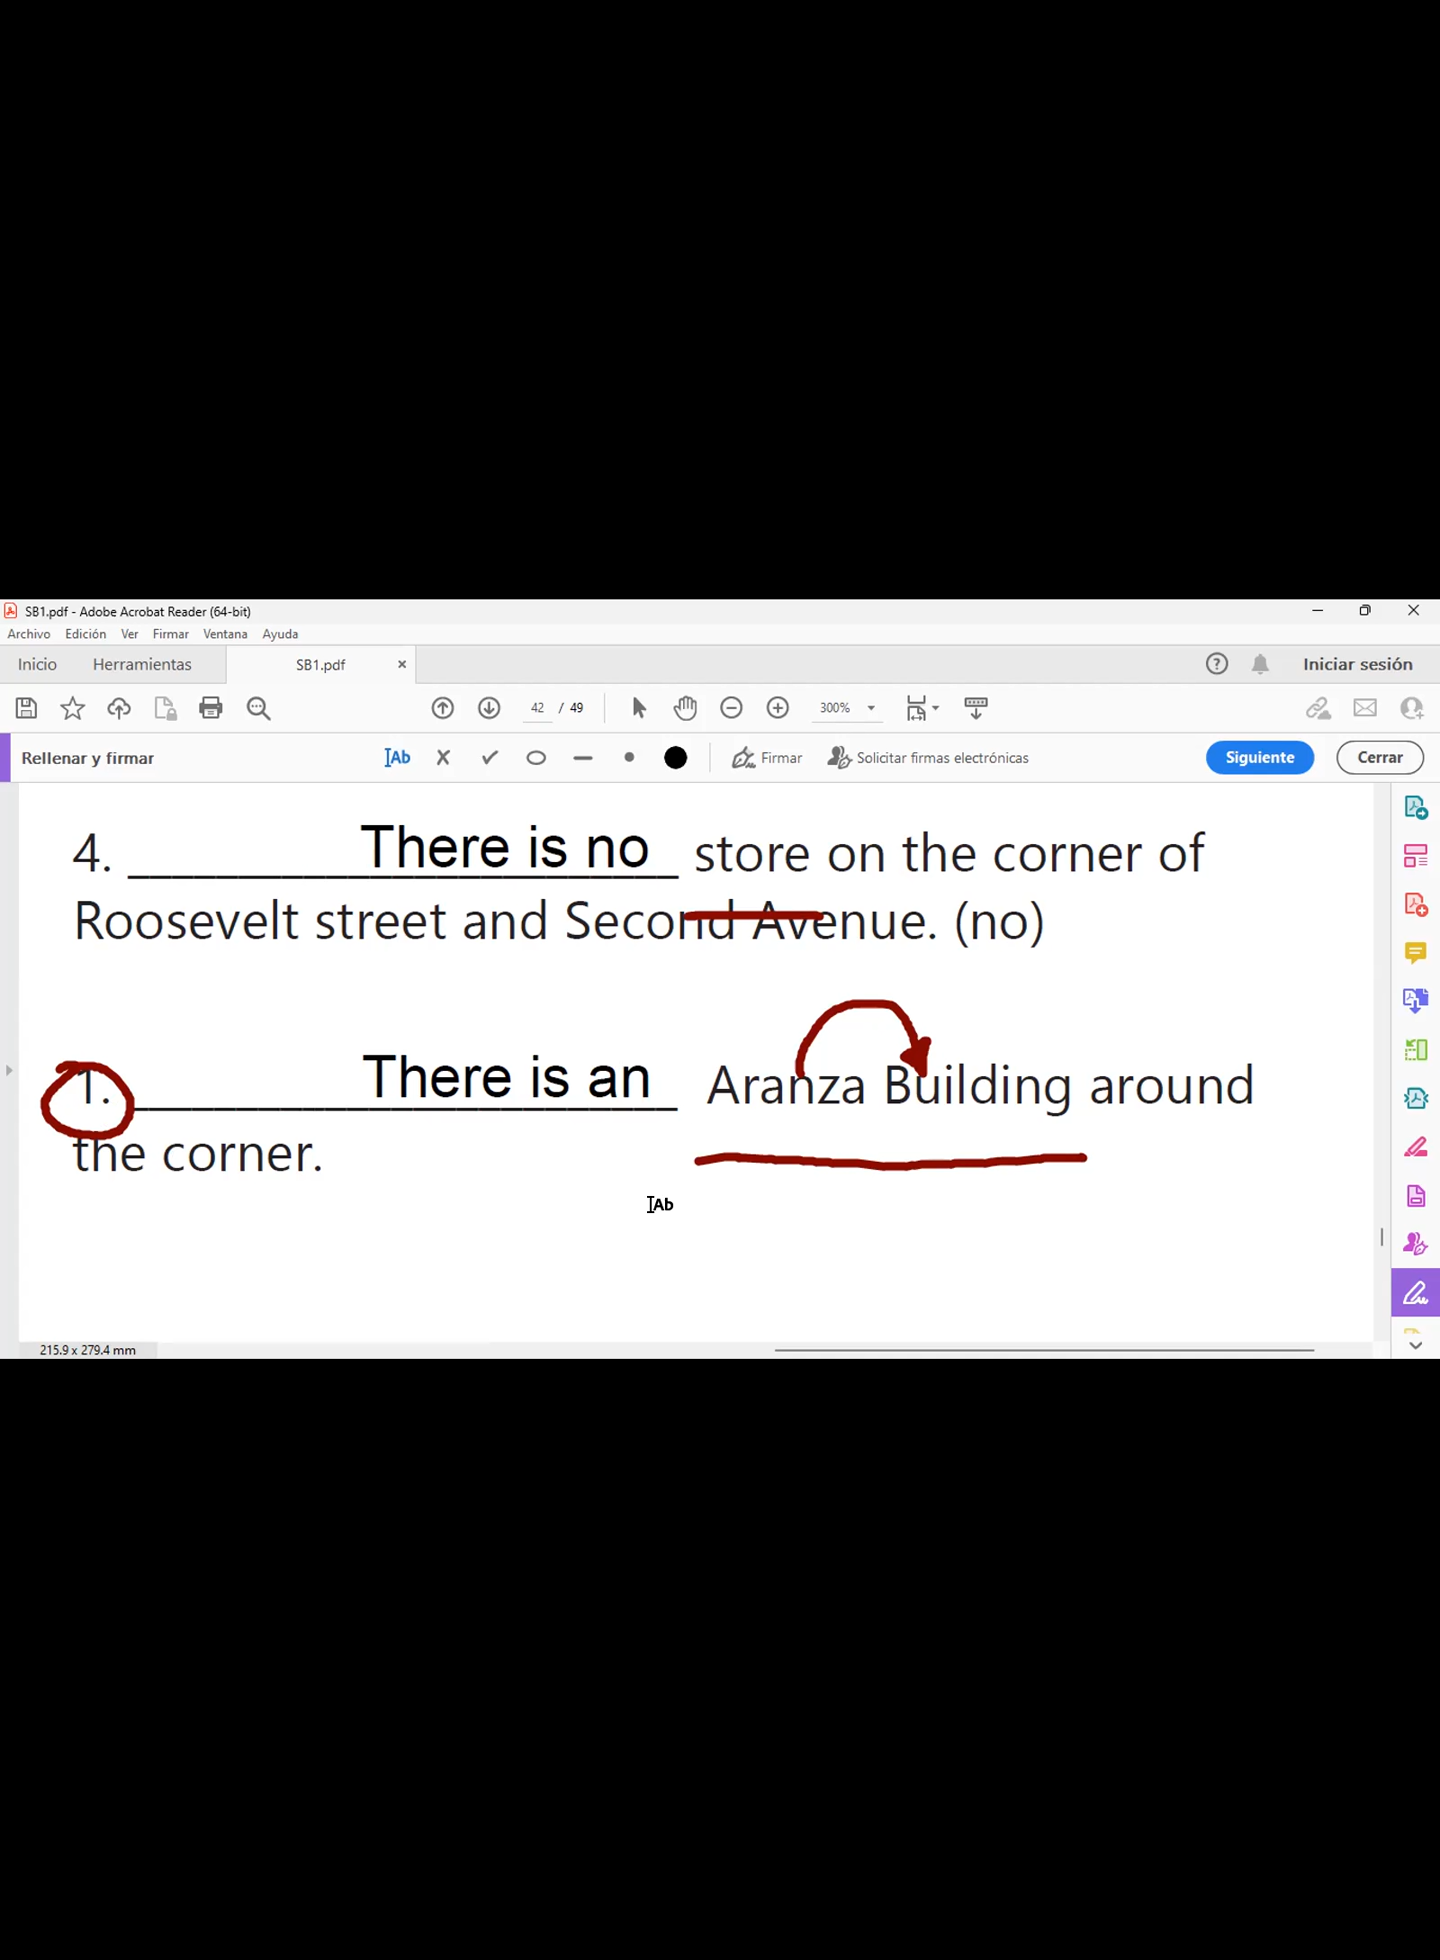 SB1.pdf - Adobe Acrobat Reader (64-bit)
Archivo Edición Ver Firmar Ventana Ayuda
Inicio Herramientas SB1.pdf × Iniciar sesión
42 / 49 300%
Rellenar y firmar Ab Firmar Solicitar firmas electrónicas Siguiente Cerrar
4. There is no store on the corner of
Roosevelt street and Second Avenue. (no)
1. There is an Aranza Building around
the corner.
Ab
215.9 x 279.4 mm